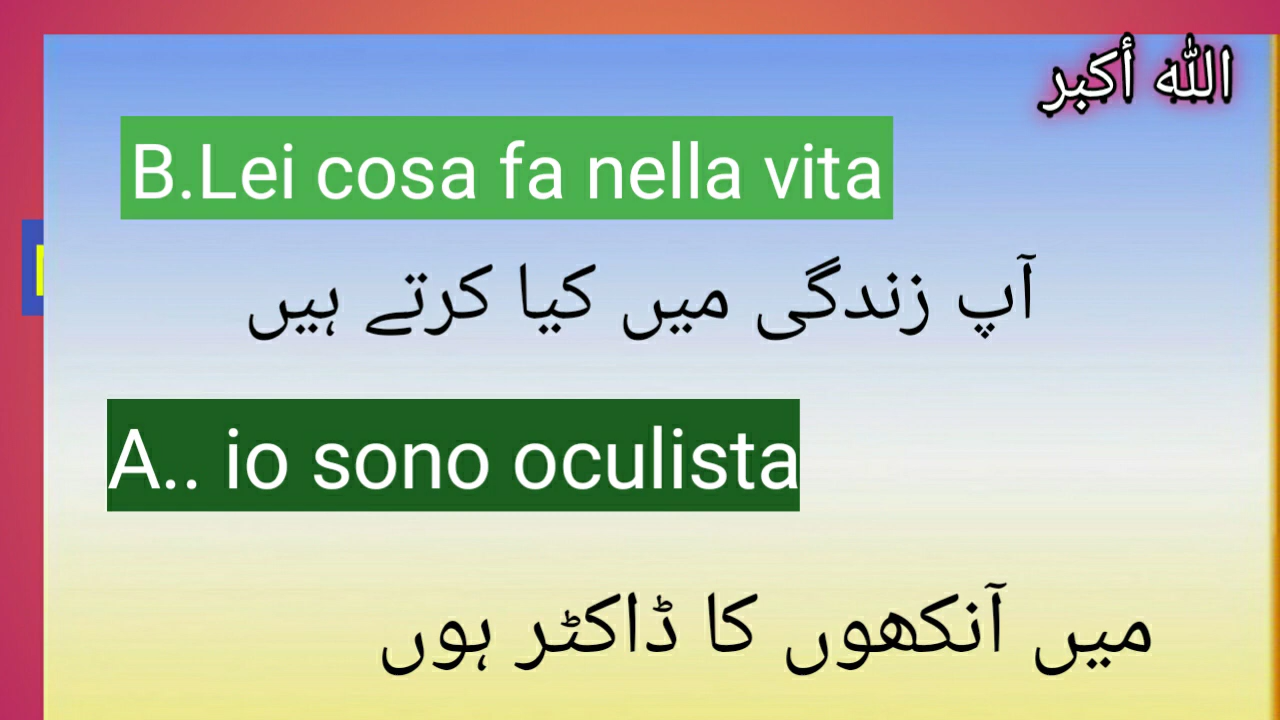 الله أكبر
B.Lei cosa fa nella vita
آپ زندگی میں کیا کرتے ہیں
A.. io sono oculista
میں آنکھوں کا ڈاکٹر ہوں